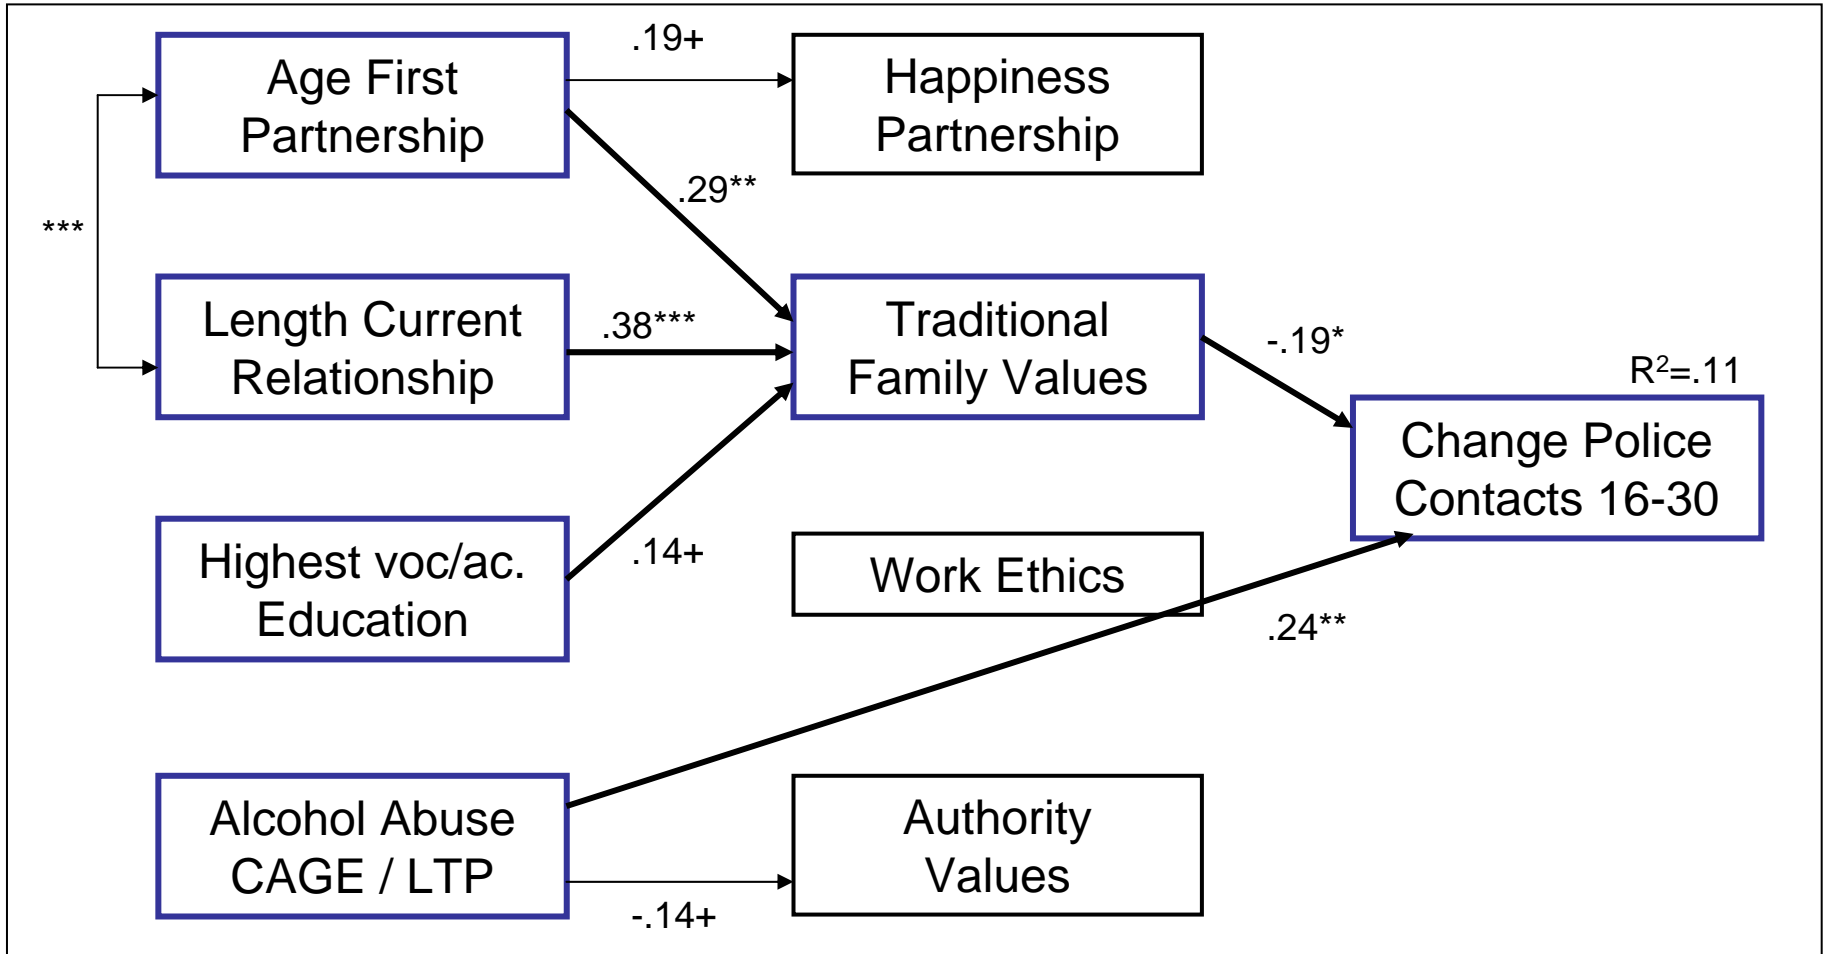 .19+
Age First
Partnership
Happiness
Partnership
.29**
***
Length Current
Relationship
.38***
Traditional
Family Values
-.19*
R²=.11
Change Police
Contacts 16-30
Highest voc/ac.
Education
.14+
Work Ethics
.24**
Alcohol Abuse
CAGE / LTP
Authority
Values
-.14+